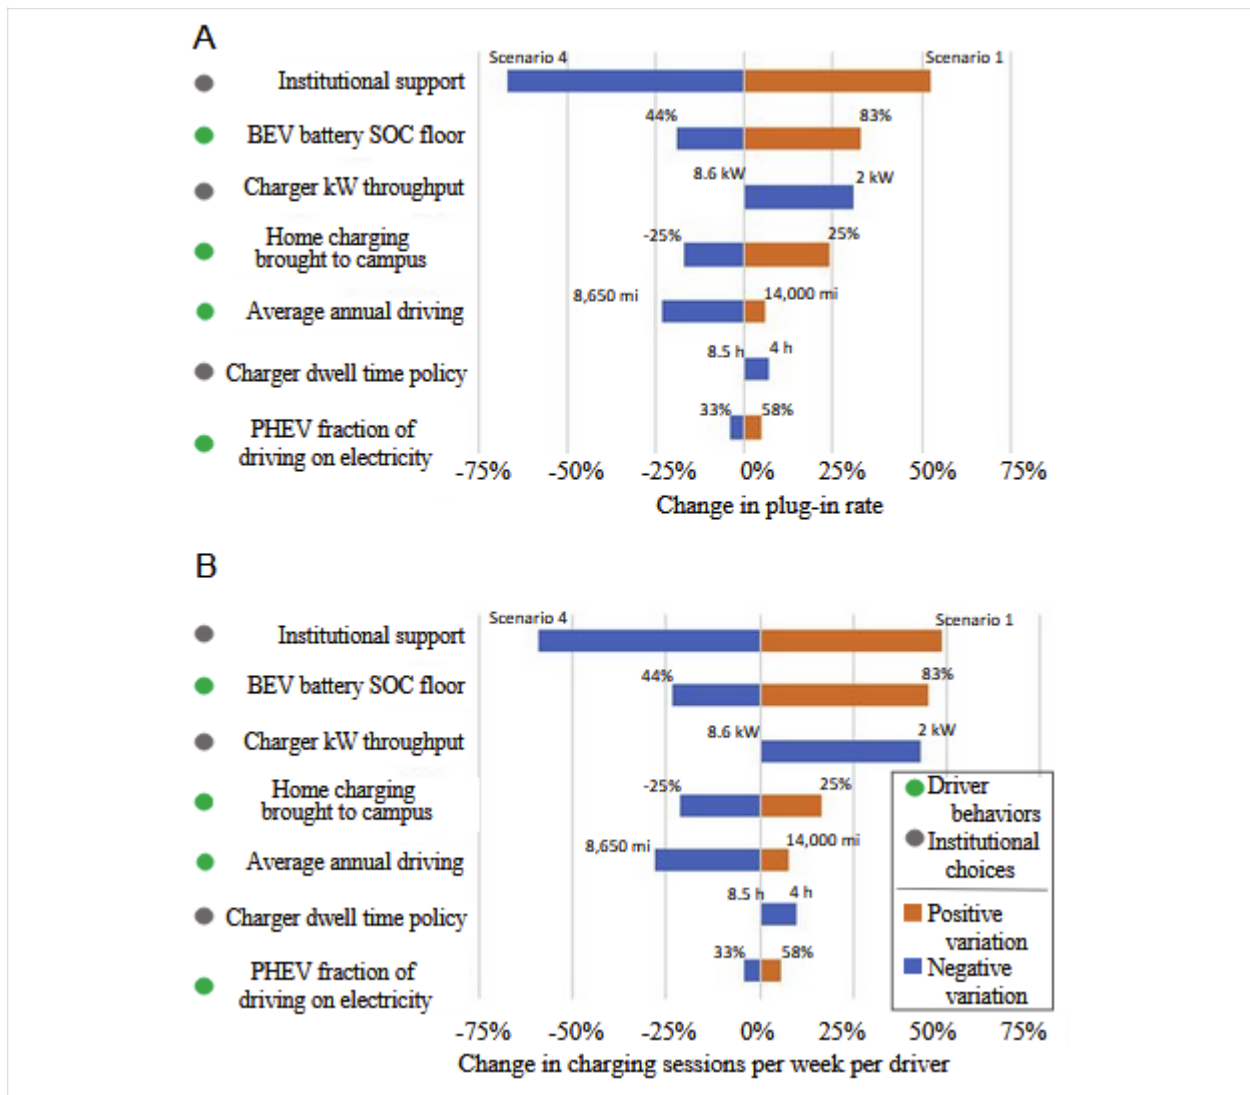 A
Scenario 4
Scenario 1
Institutional support
44%
83%
BEV battery SOC floor
8.6 kW
2 kW
Charger kW throughput
-25%
25%
Home charging
brought to campus
8,650 mi
14,000 mi
Average annual driving
8.5 h
4 h
Charger dwell time policy
33%
58%
PHEV fraction of
driving on electricity
-75%
-50%
-25%
0%
25%
50%
75%
Change in plug-in rate
B
Scenario 4
Scenario 1
Institutional support
44%
83%
BEV battery SOC floor
8.6 kW
2 kW
Charger kW throughput
-25%
25%
Home charging
brought to campus
8,650 mi
14,000 mi
Average annual driving
8.5 h
4 h
Charger dwell time policy
33%
58%
PHEV fraction of
driving on electricity
Driver
behaviors
Institutional
choices
Positive
variation
Negative
variation
-75%
-50%
-25%
0%
25%
50%
75%
Change in charging sessions per week per driver